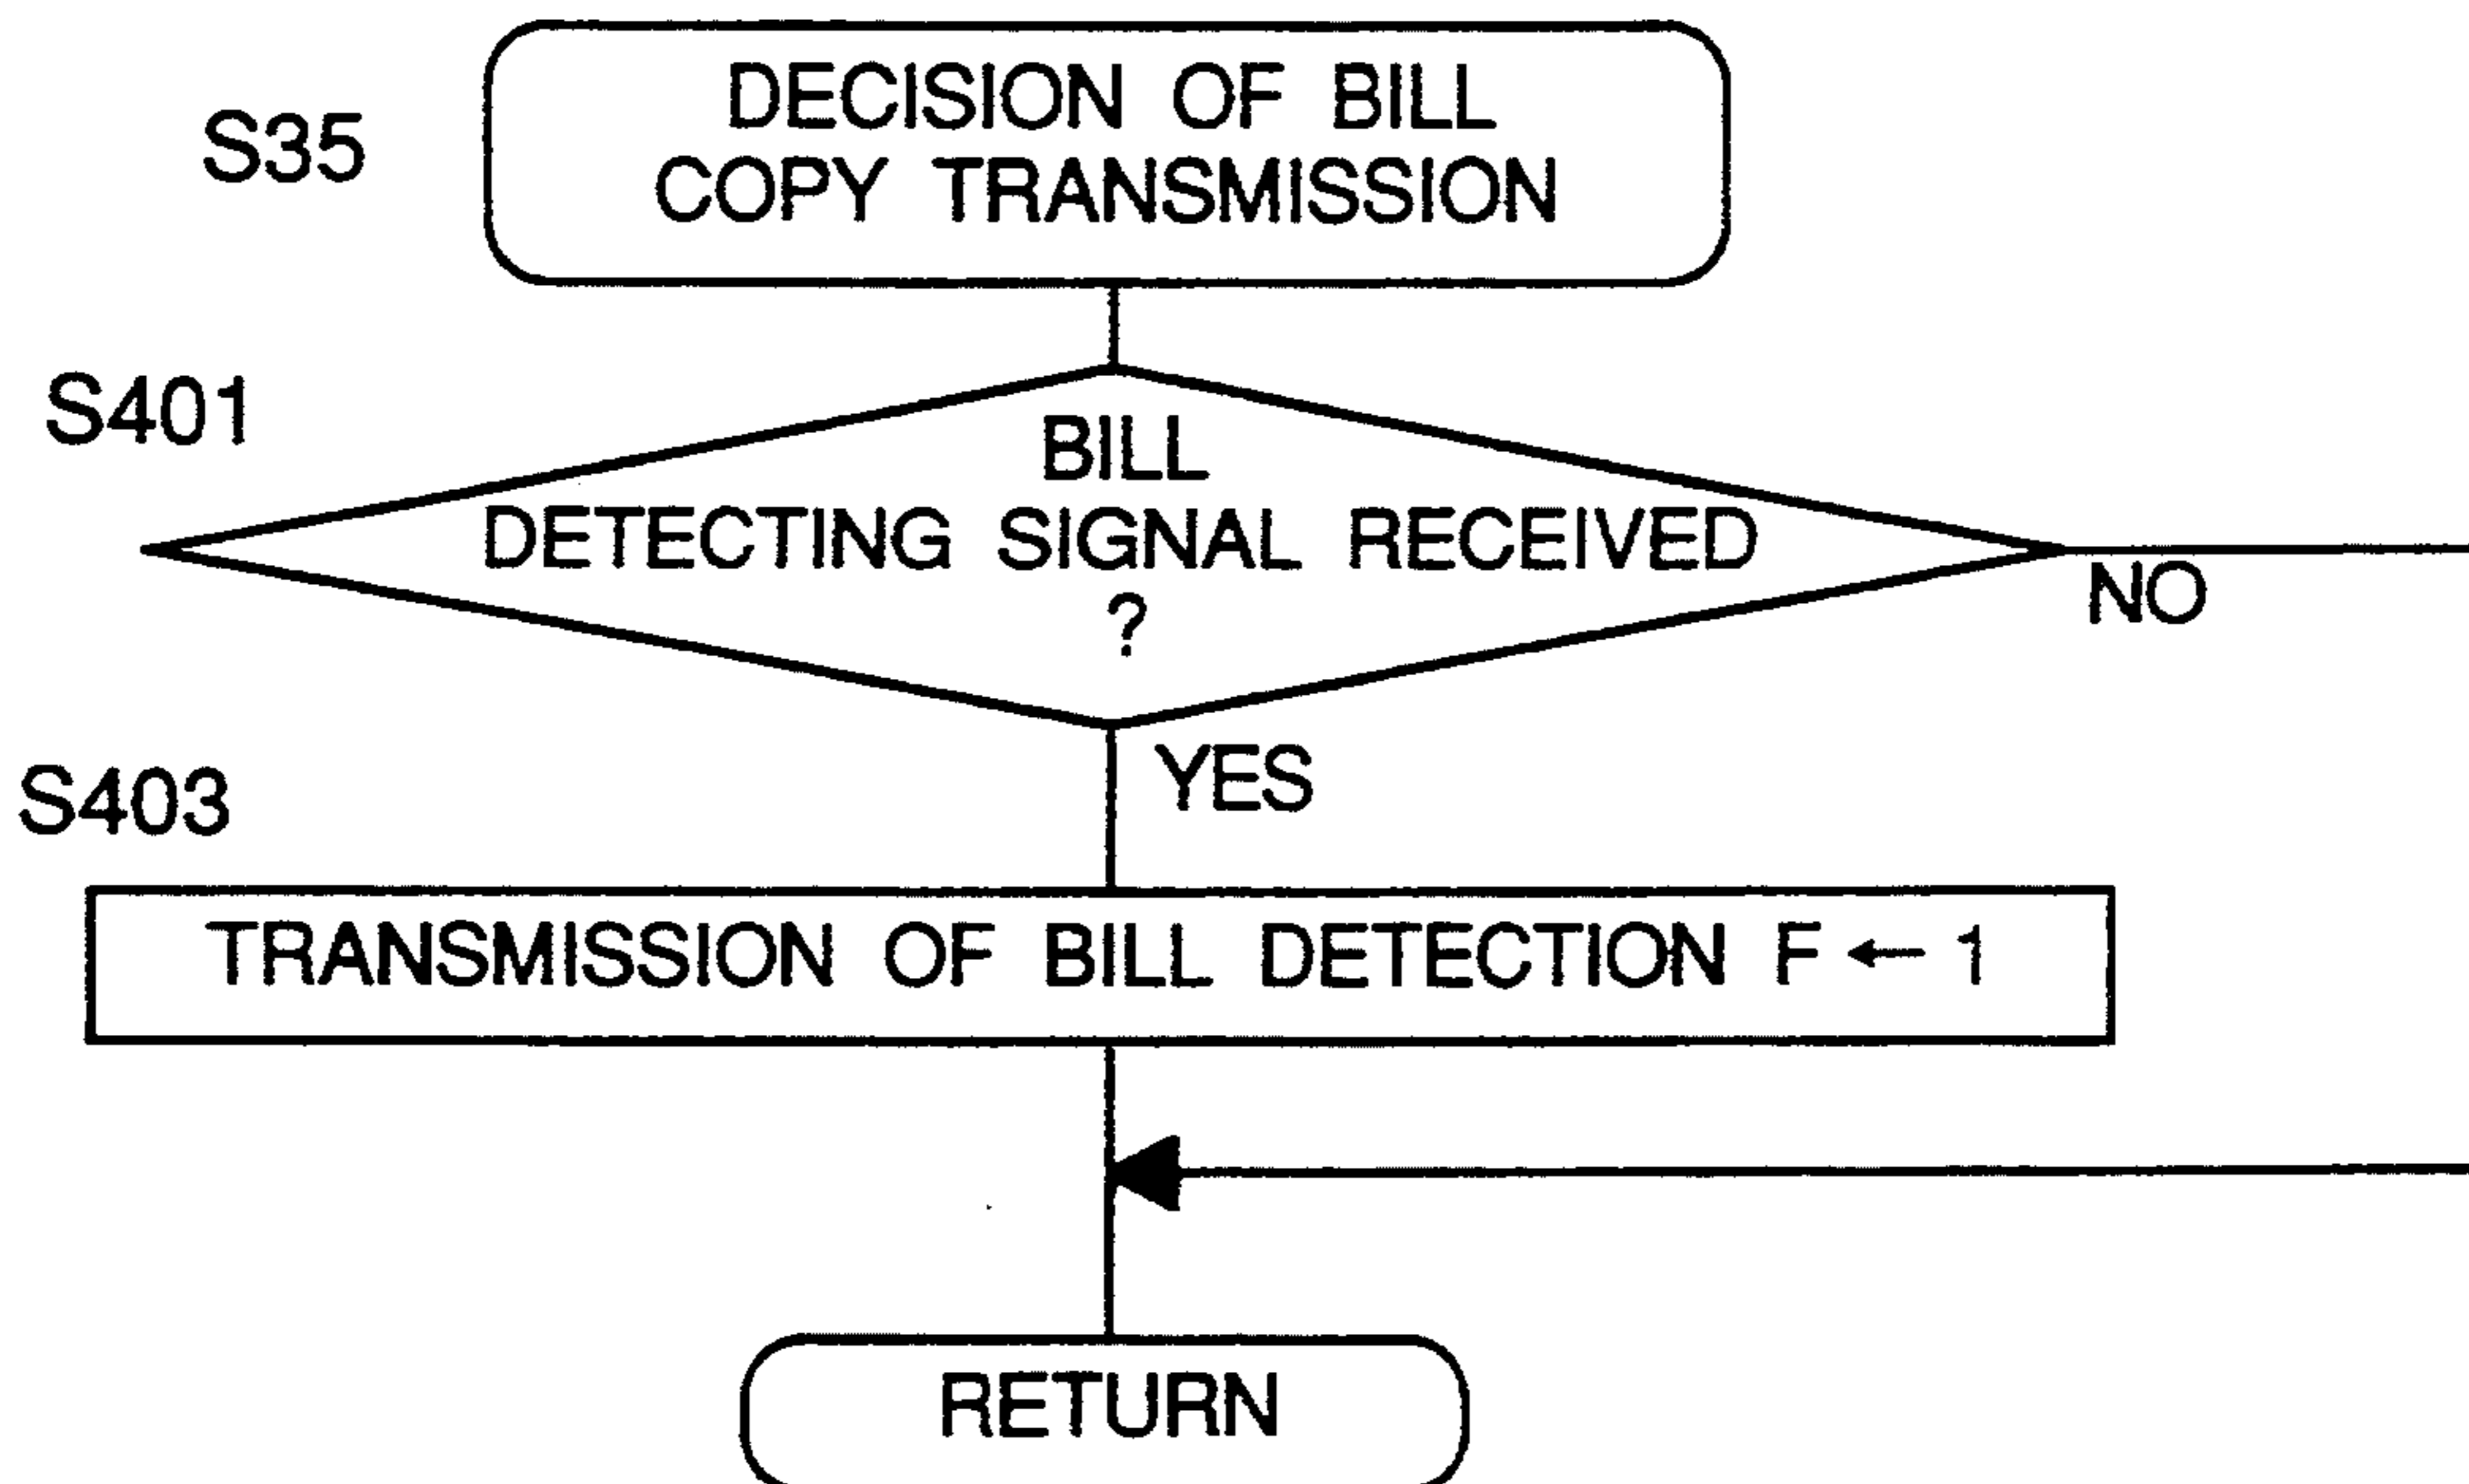 S35
DECISION OF BILL
COPY TRANSMISSION
S401
BILL
DETECTING SIGNAL RECEIVED
?
NO
YES
S403
TRANSMISSION OF BILL DETECTION F ← 1
RETURN